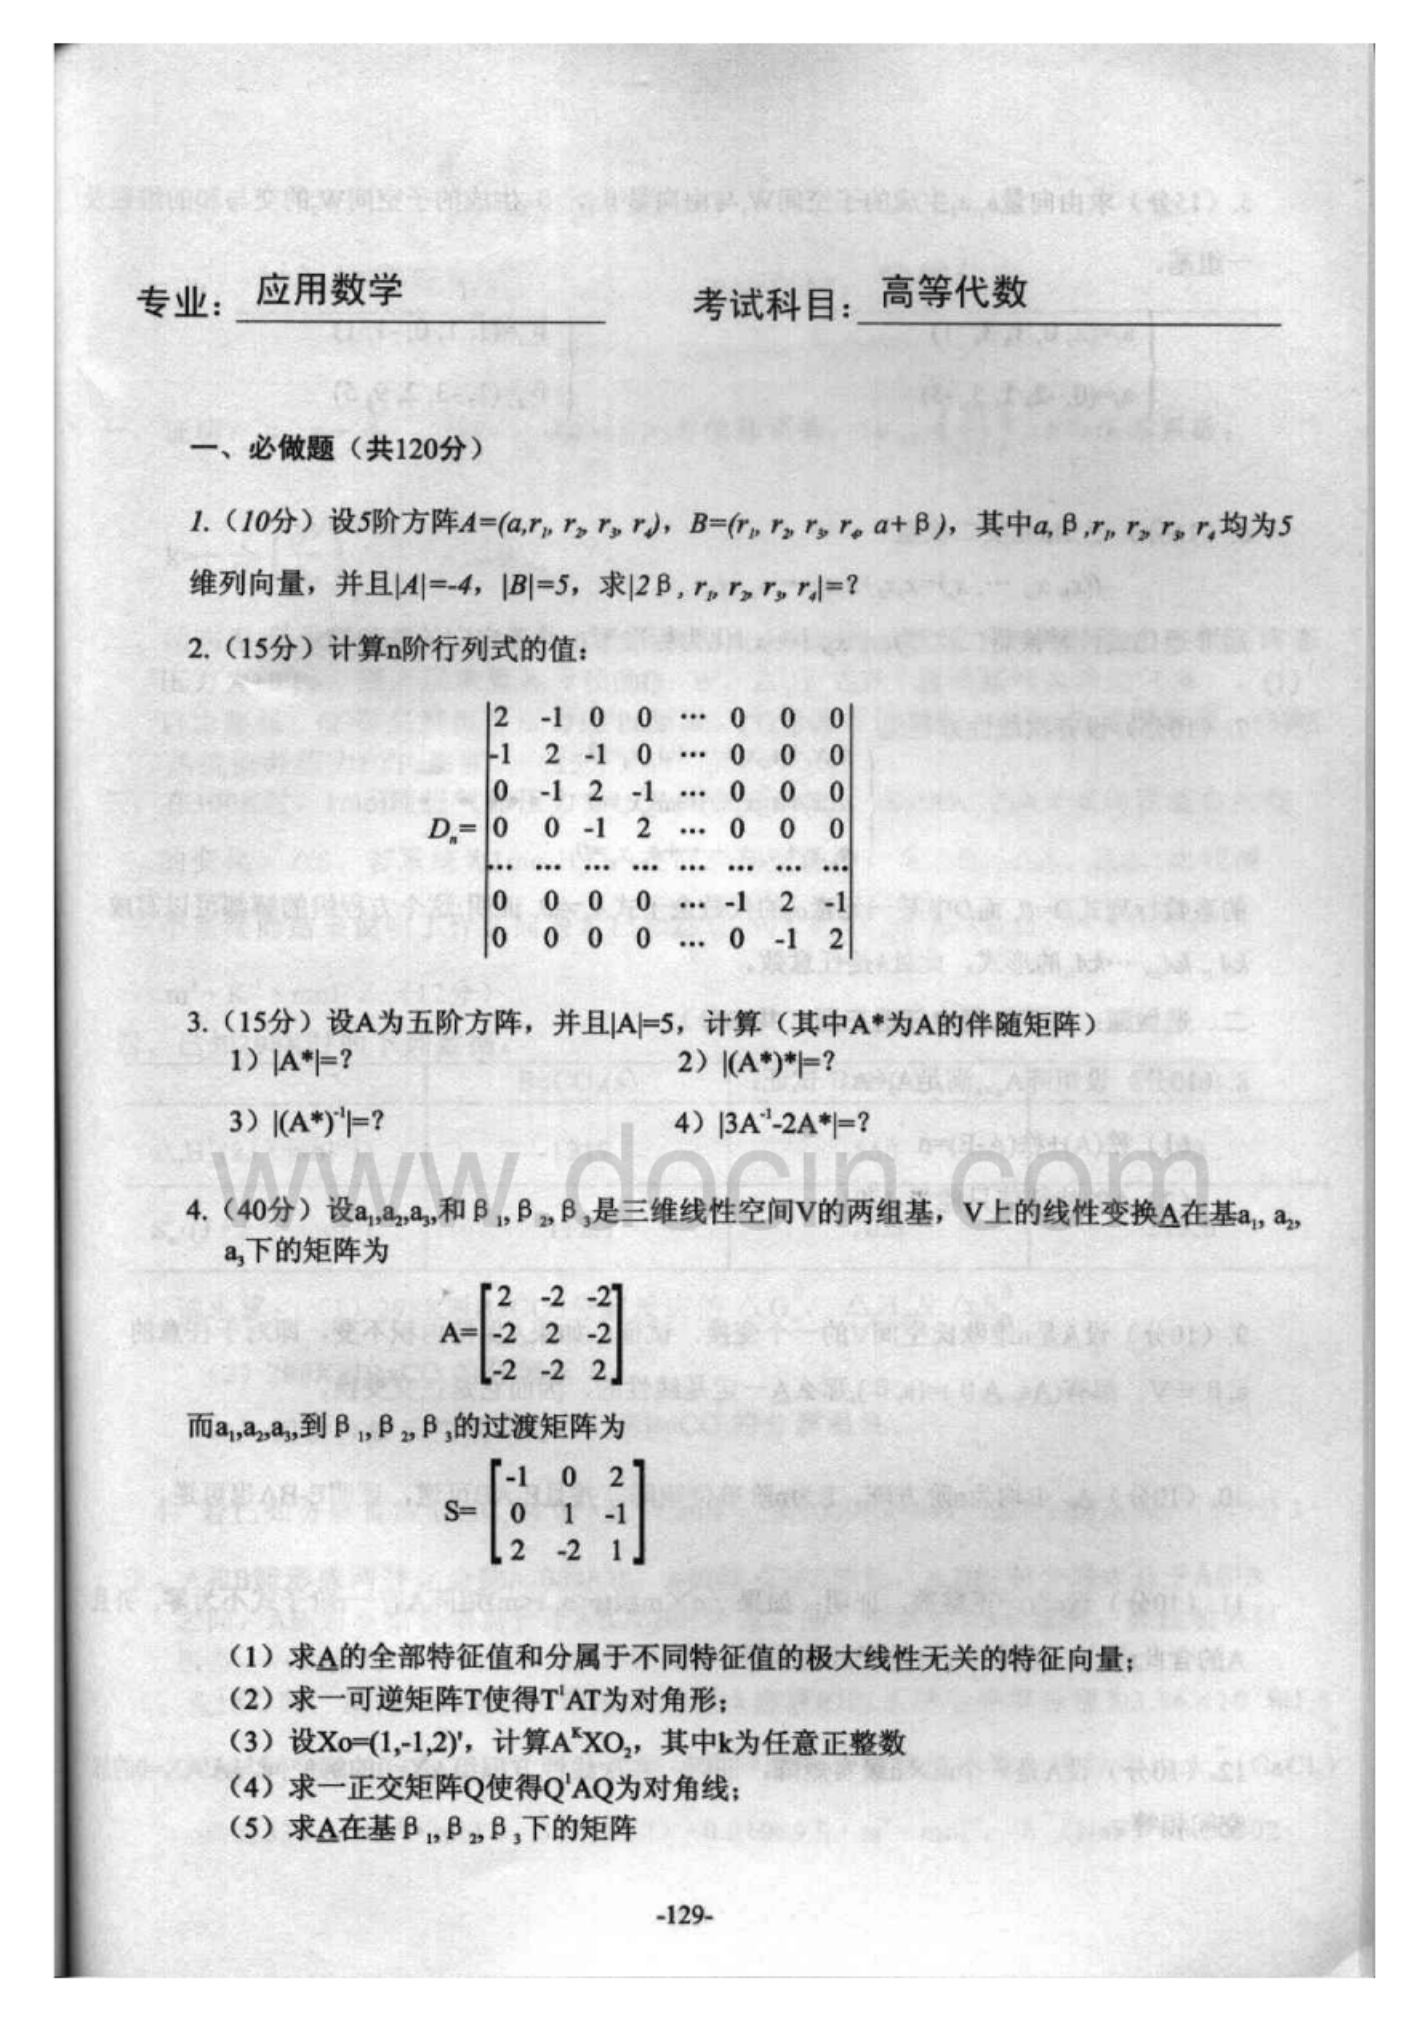 专业： 应用数学 考试科目： 高等代数
一、必做题（共120分）
1.（10分）设5阶方阵A=(a,r₁, r₂, r₃, r₄)，B=(r₁, r₂, r₃, r₄, a+β)，其中a, β,r₁, r₂, r₃, r₄均为5
维列向量，并且|A|=-4，|B|=5，求|2β, r₁, r₂, r₃, r₄|=?
2.（15分）计算n阶行列式的值：
|2 -1 0 0 … 0 0 0|
|-1 2 -1 0 … 0 0 0|
|0 -1 2 -1 … 0 0 0|
Dₙ= |0 0 -1 2 … 0 0 0|
… … … … … … … …
|0 0 0 0 … -1 2 -1|
|0 0 0 0 … 0 -1 2|
3.（15分）设A为五阶方阵，并且|A|=5，计算（其中A*为A的伴随矩阵）
1）|A*|=? 2）|(A*)*|=?
3）|(A*)⁻¹|=? 4）|3A⁻¹-2A*|=?
www.docin.com
4.（40分）设a₁,a₂,a₃,和β₁,β₂,β₃是三维线性空间V的两组基，V上的线性变换A在基a₁, a₂,
a₃下的矩阵为
[2 -2 -2]
A= [-2 2 -2]
[-2 -2 2]
而a₁,a₂,a₃,到β₁,β₂,β₃的过渡矩阵为
[-1 0 2]
S= [0 1 -1]
[2 -2 1]
（1）求A的全部特征值和分属于不同特征值的极大线性无关的特征向量；
（2）求一可逆矩阵T使得T¹AT为对角形；
（3）设Xo=(1,-1,2)'，计算AᴷXO₂，其中k为任意正整数
（4）求一正交矩阵Q使得Q¹AQ为对角线；
（5）求A在基β₁,β₂,β₃下的矩阵
-129-